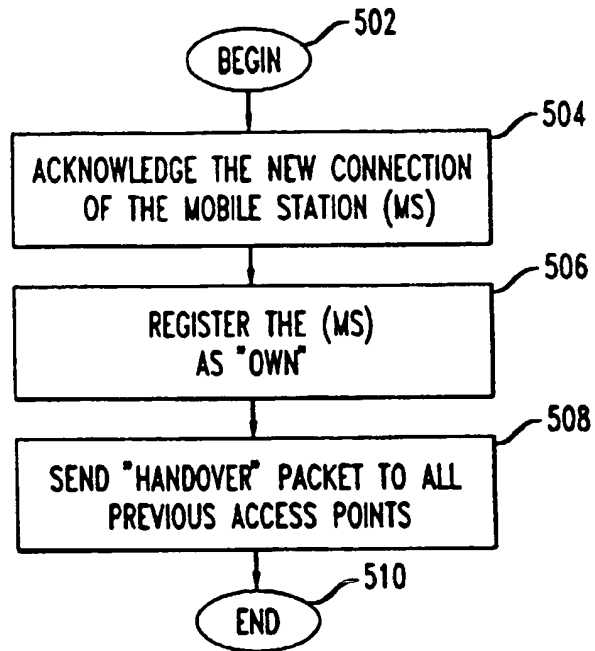 502
BEGIN
504
ACKNOWLEDGE THE NEW CONNECTION
OF THE MOBILE STATION (MS)
506
REGISTER THE (MS)
AS "OWN"
508
SEND "HANDOVER" PACKET TO ALL
PREVIOUS ACCESS POINTS
510
END